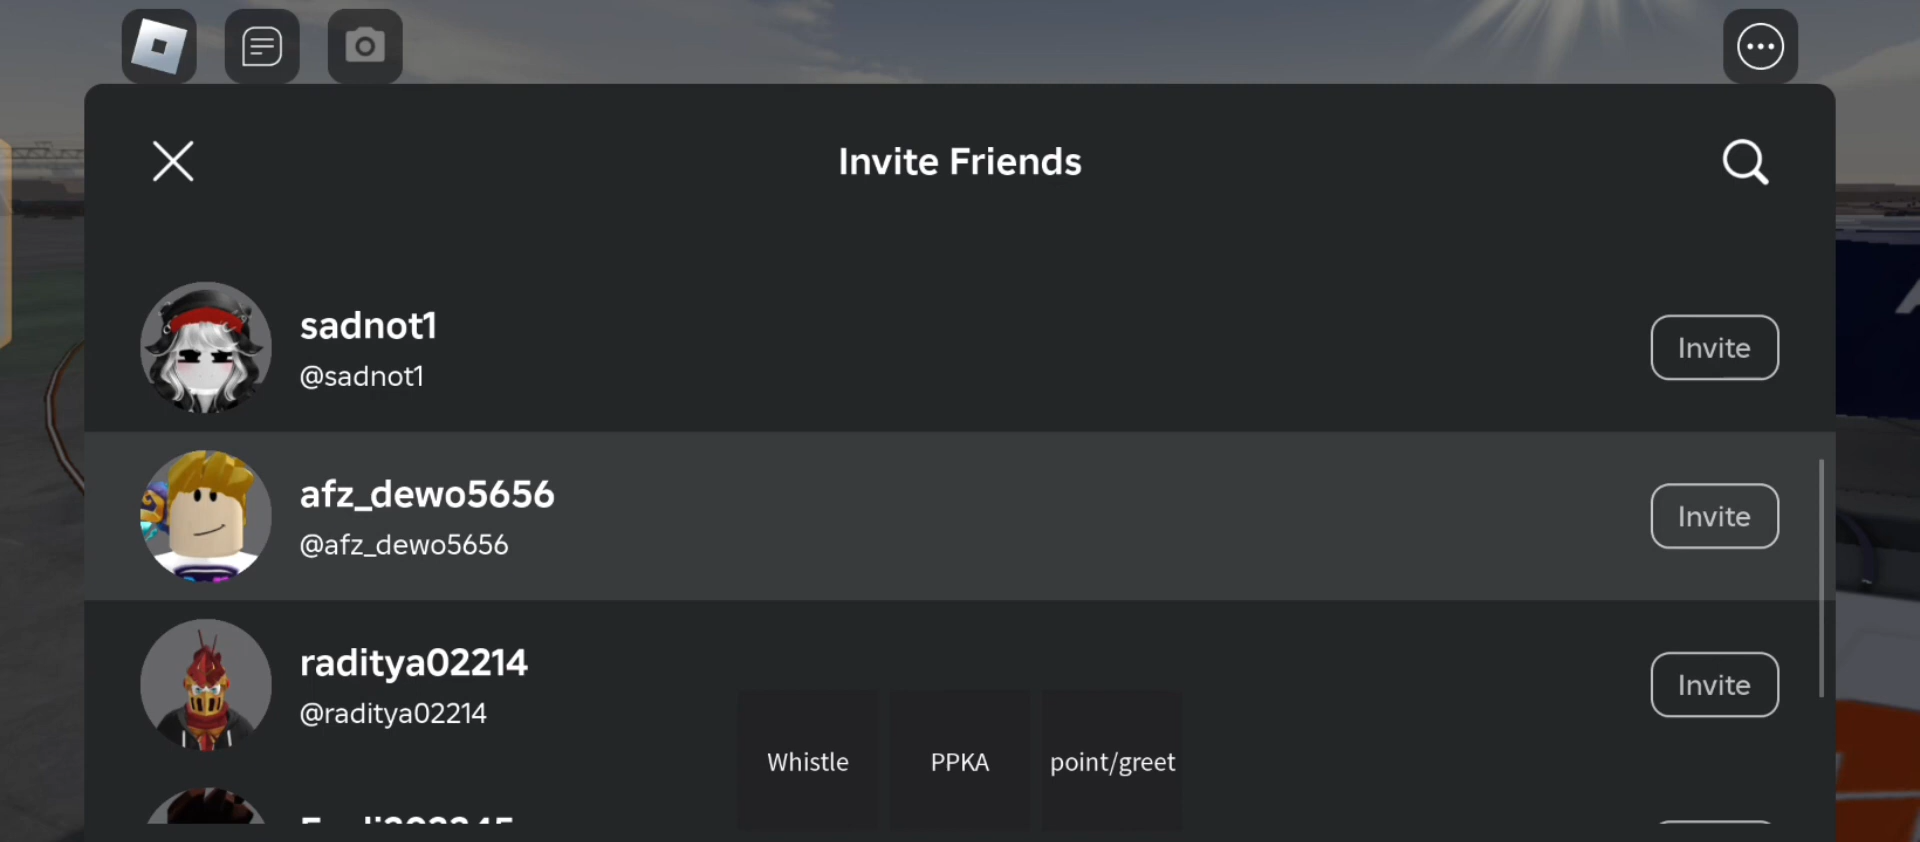 Invite Friends
sadnot1
@sadnot1
Invite
afz_dewo5656
@afz_dewo5656
Invite
raditya02214
@raditya02214
Invite
Whistle
PPKA
point/greet